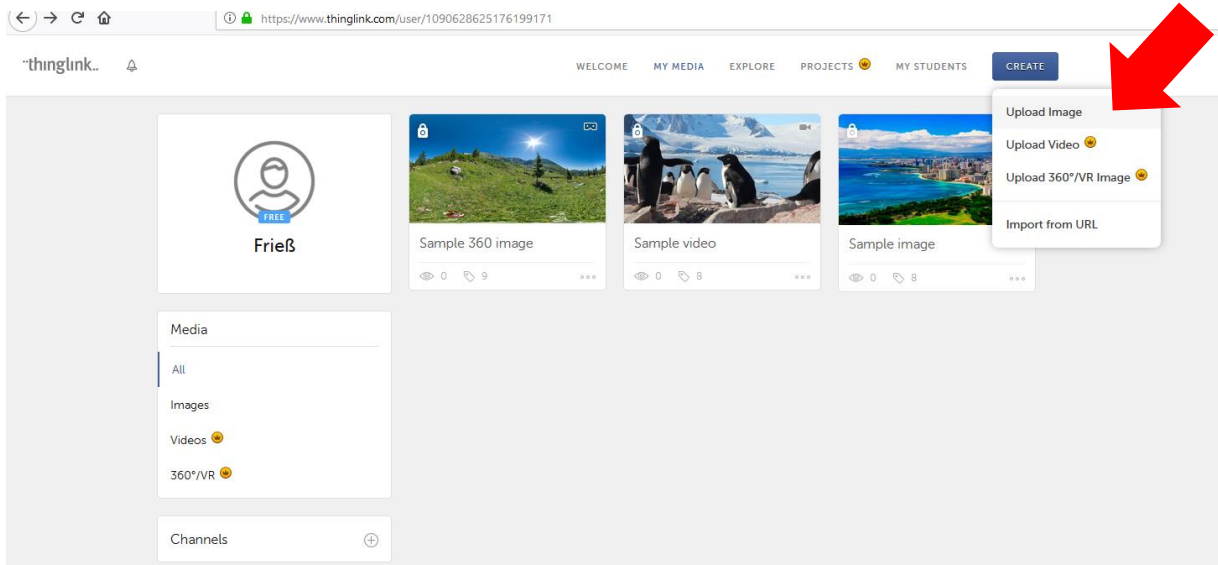 https://www.thinglink.com/user/1090628625176199171
thinglink..
WELCOME MY MEDIA EXPLORE PROJECTS MY STUDENTS CREATE
Upload Image
Upload Video
Upload 360°/VR Image
Import from URL
FREE
Frieß
Sample 360 image
0 9
Sample video
0 8
Sample image
0 8
Media
All
Images
Videos
360°/VR
Channels